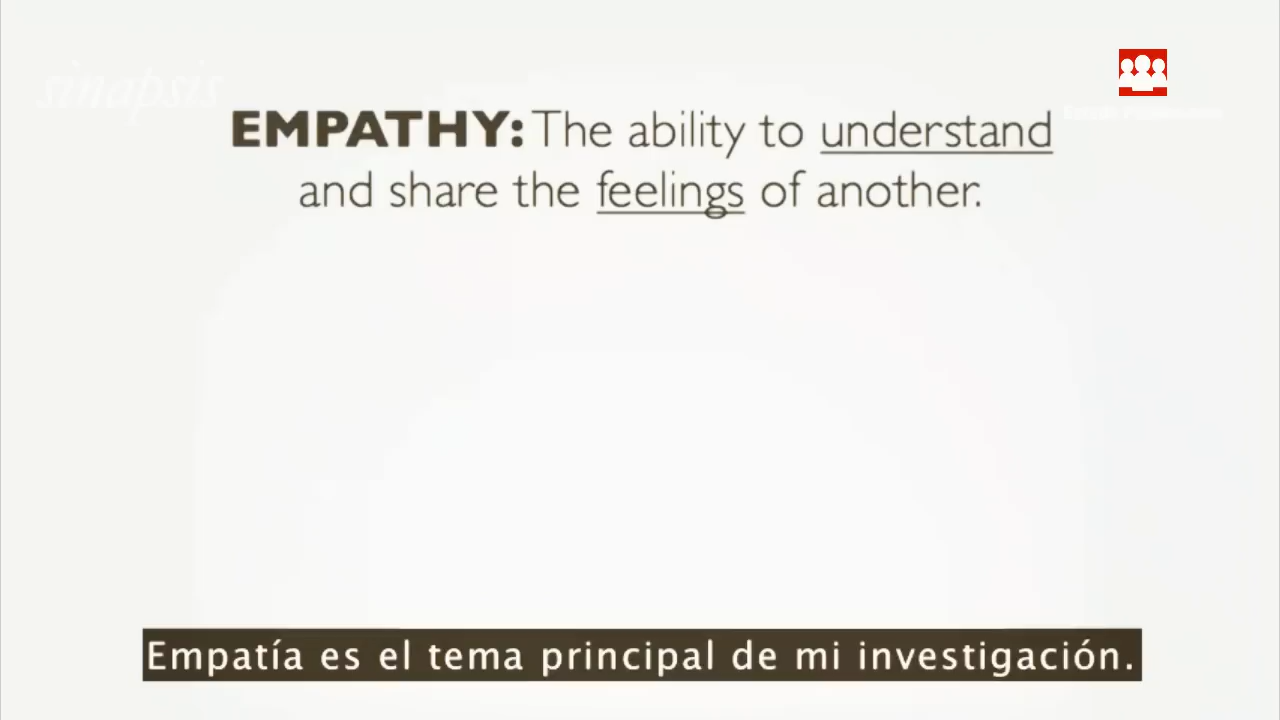 sinapsis
EMPATHY: The ability to understand
and share the feelings of another.
Empatía es el tema principal de mi investigación.